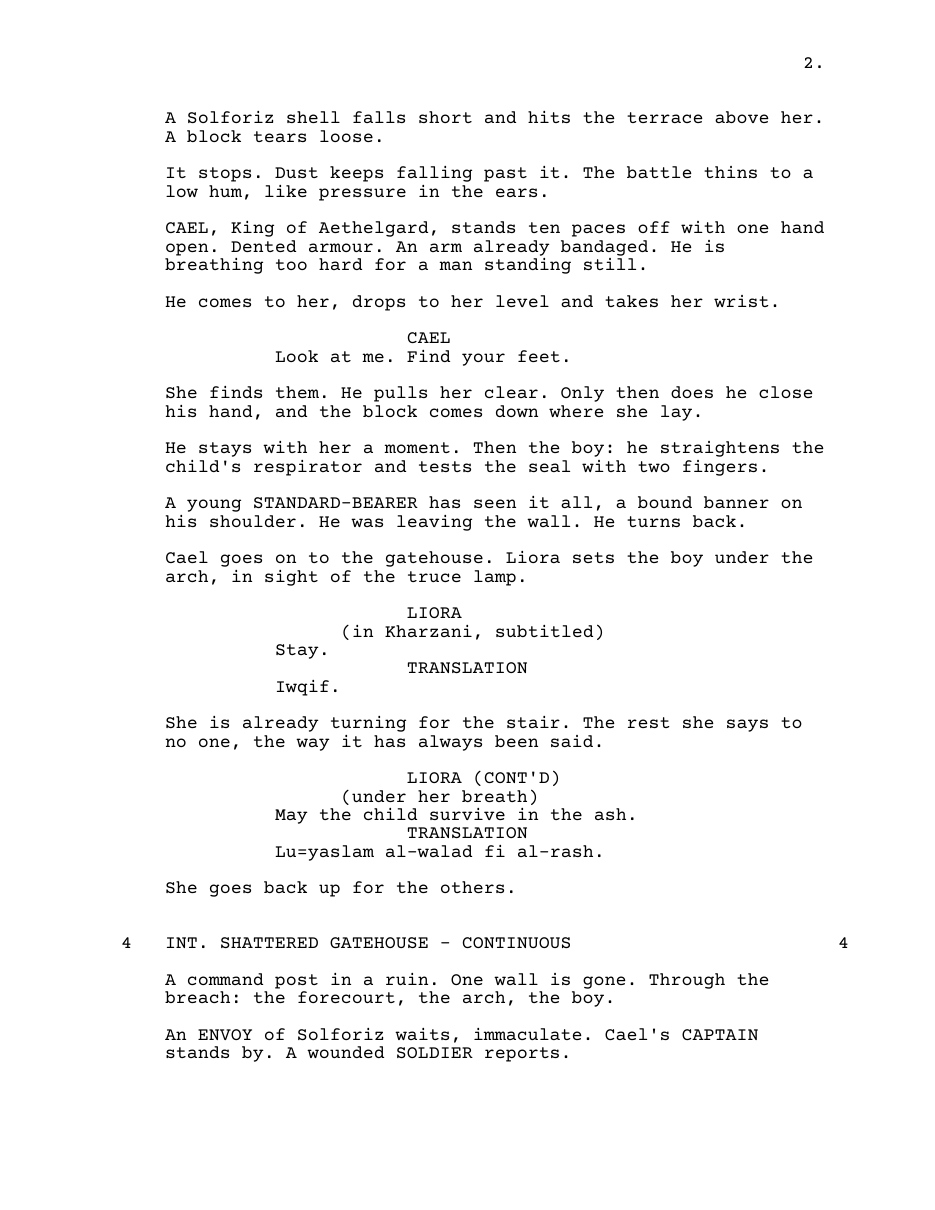 2.
A Solforiz shell falls short and hits the terrace above her.
A block tears loose.
It stops. Dust keeps falling past it. The battle thins to a
low hum, like pressure in the ears.
CAEL, King of Aethelgard, stands ten paces off with one hand
open. Dented armour. An arm already bandaged. He is
breathing too hard for a man standing still.
He comes to her, drops to her level and takes her wrist.
CAEL
Look at me. Find your feet.
She finds them. He pulls her clear. Only then does he close
his hand, and the block comes down where she lay.
He stays with her a moment. Then the boy: he straightens the
child's respirator and tests the seal with two fingers.
A young STANDARD-BEARER has seen it all, a bound banner on
his shoulder. He was leaving the wall. He turns back.
Cael goes on to the gatehouse. Liora sets the boy under the
arch, in sight of the truce lamp.
LIORA
(in Kharzani, subtitled)
Stay.
TRANSLATION
Iwqif.
She is already turning for the stair. The rest she says to
no one, the way it has always been said.
LIORA (CONT'D)
(under her breath)
May the child survive in the ash.
TRANSLATION
Lu=yaslam al-walad fi al-rash.
She goes back up for the others.
4 INT. SHATTERED GATEHOUSE - CONTINUOUS 4
A command post in a ruin. One wall is gone. Through the
breach: the forecourt, the arch, the boy.
An ENVOY of Solforiz waits, immaculate. Cael's CAPTAIN
stands by. A wounded SOLDIER reports.